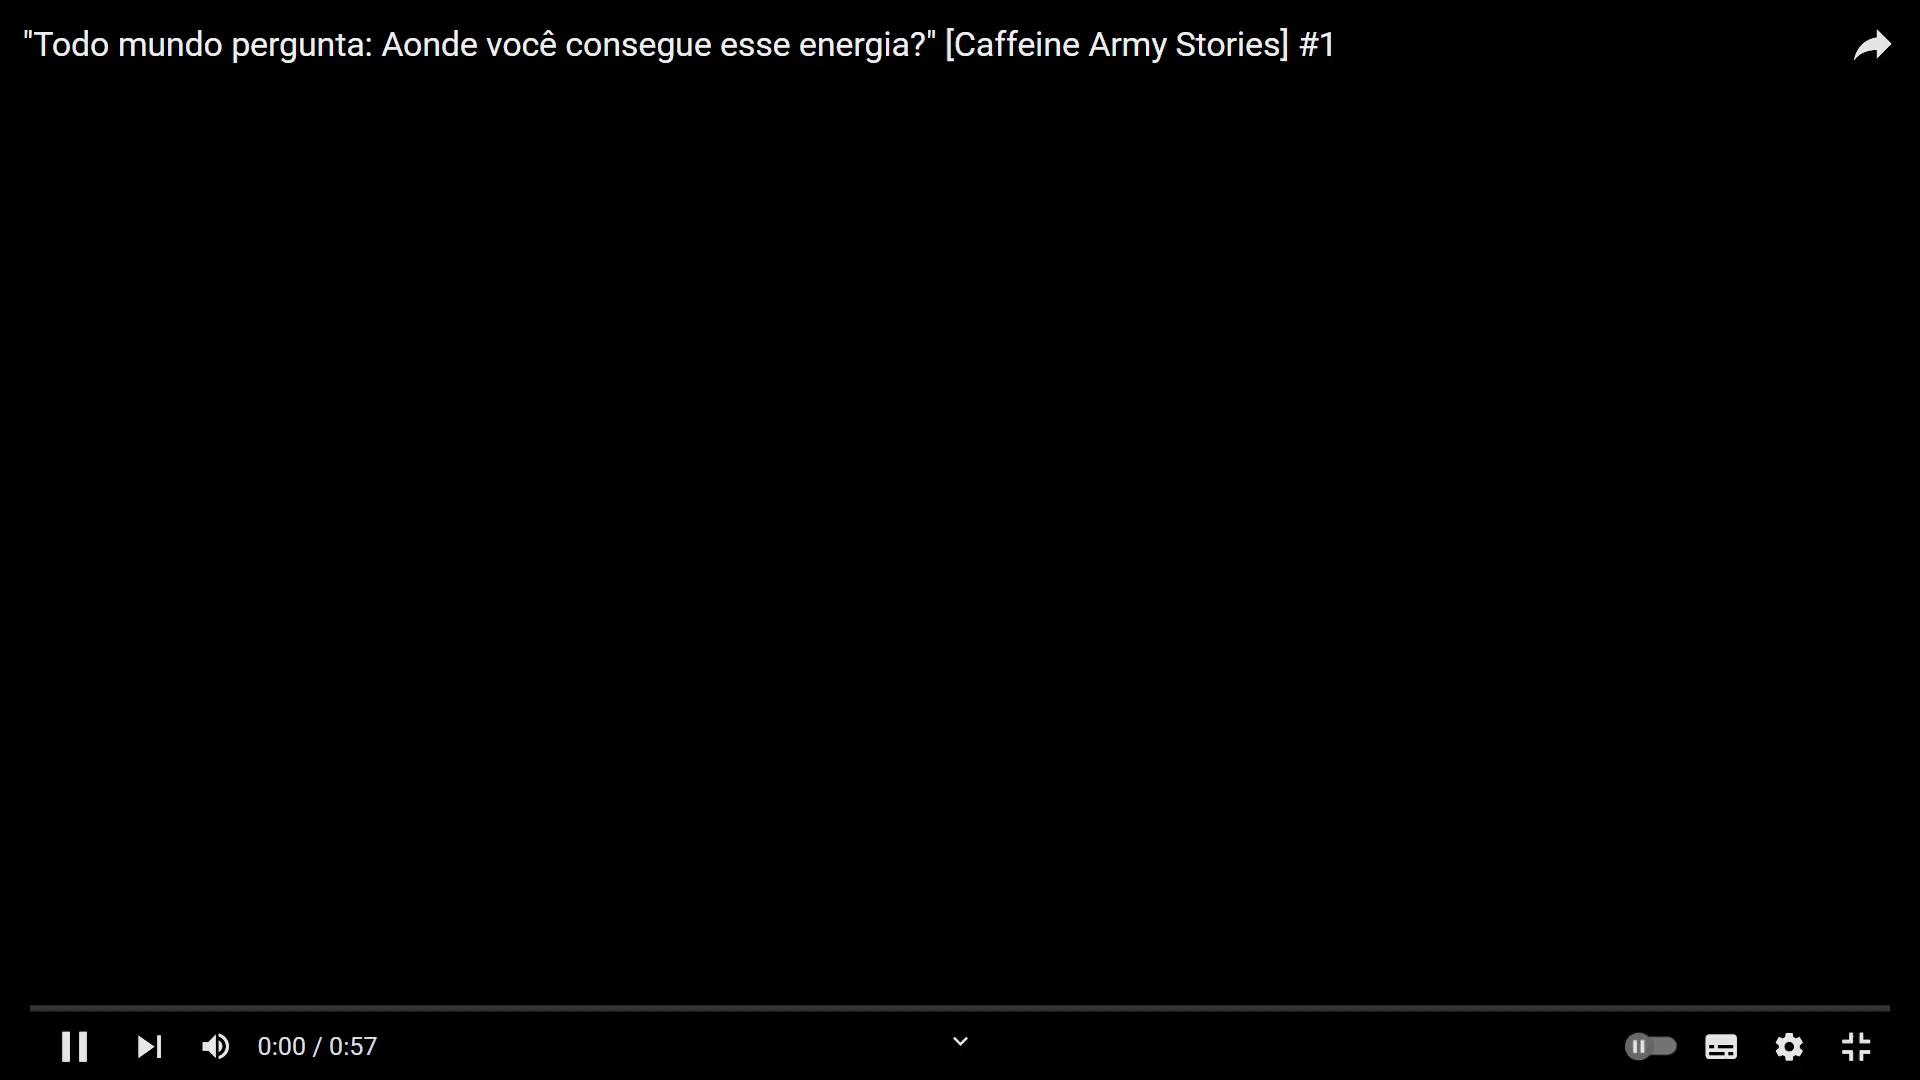 "Todo mundo pergunta: Aonde você consegue esse energia?" [Caffeine Army Stories] #1
0:00 / 0:57